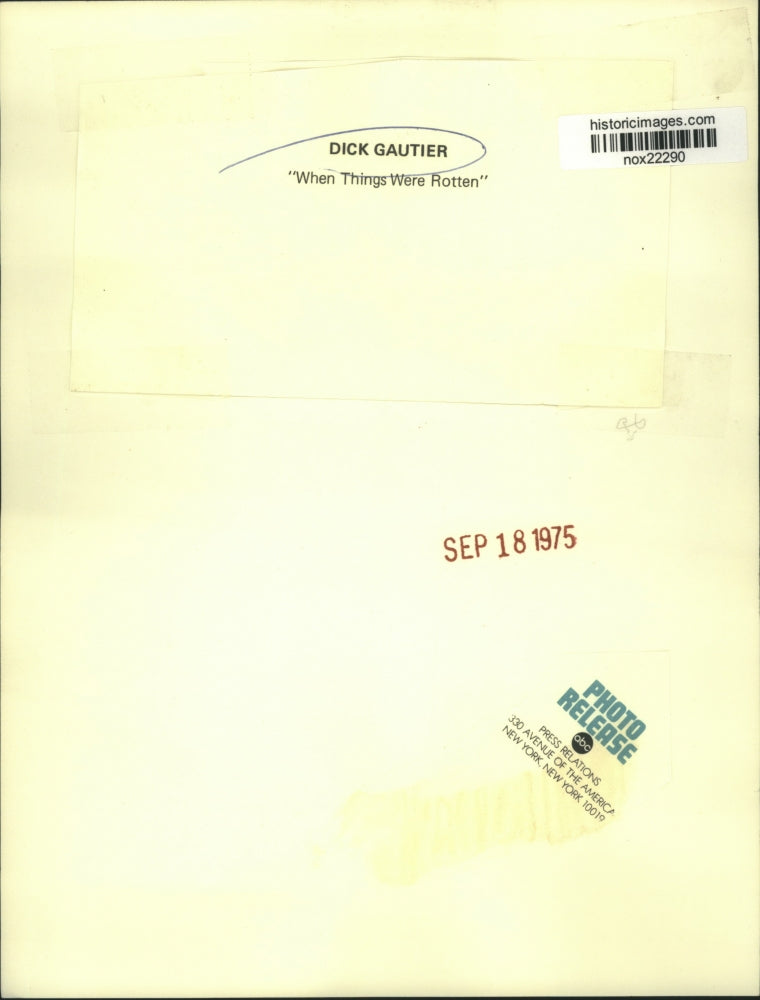 historicimages.com
nox22290
DICK GAUTIER
"When Things Were Rotten"
SEP 18 1975
PHOTO
RELEASE
abc
PRESS RELATIONS
330 AVENUE OF THE AMERICA
NEW YORK, NEW YORK 10019